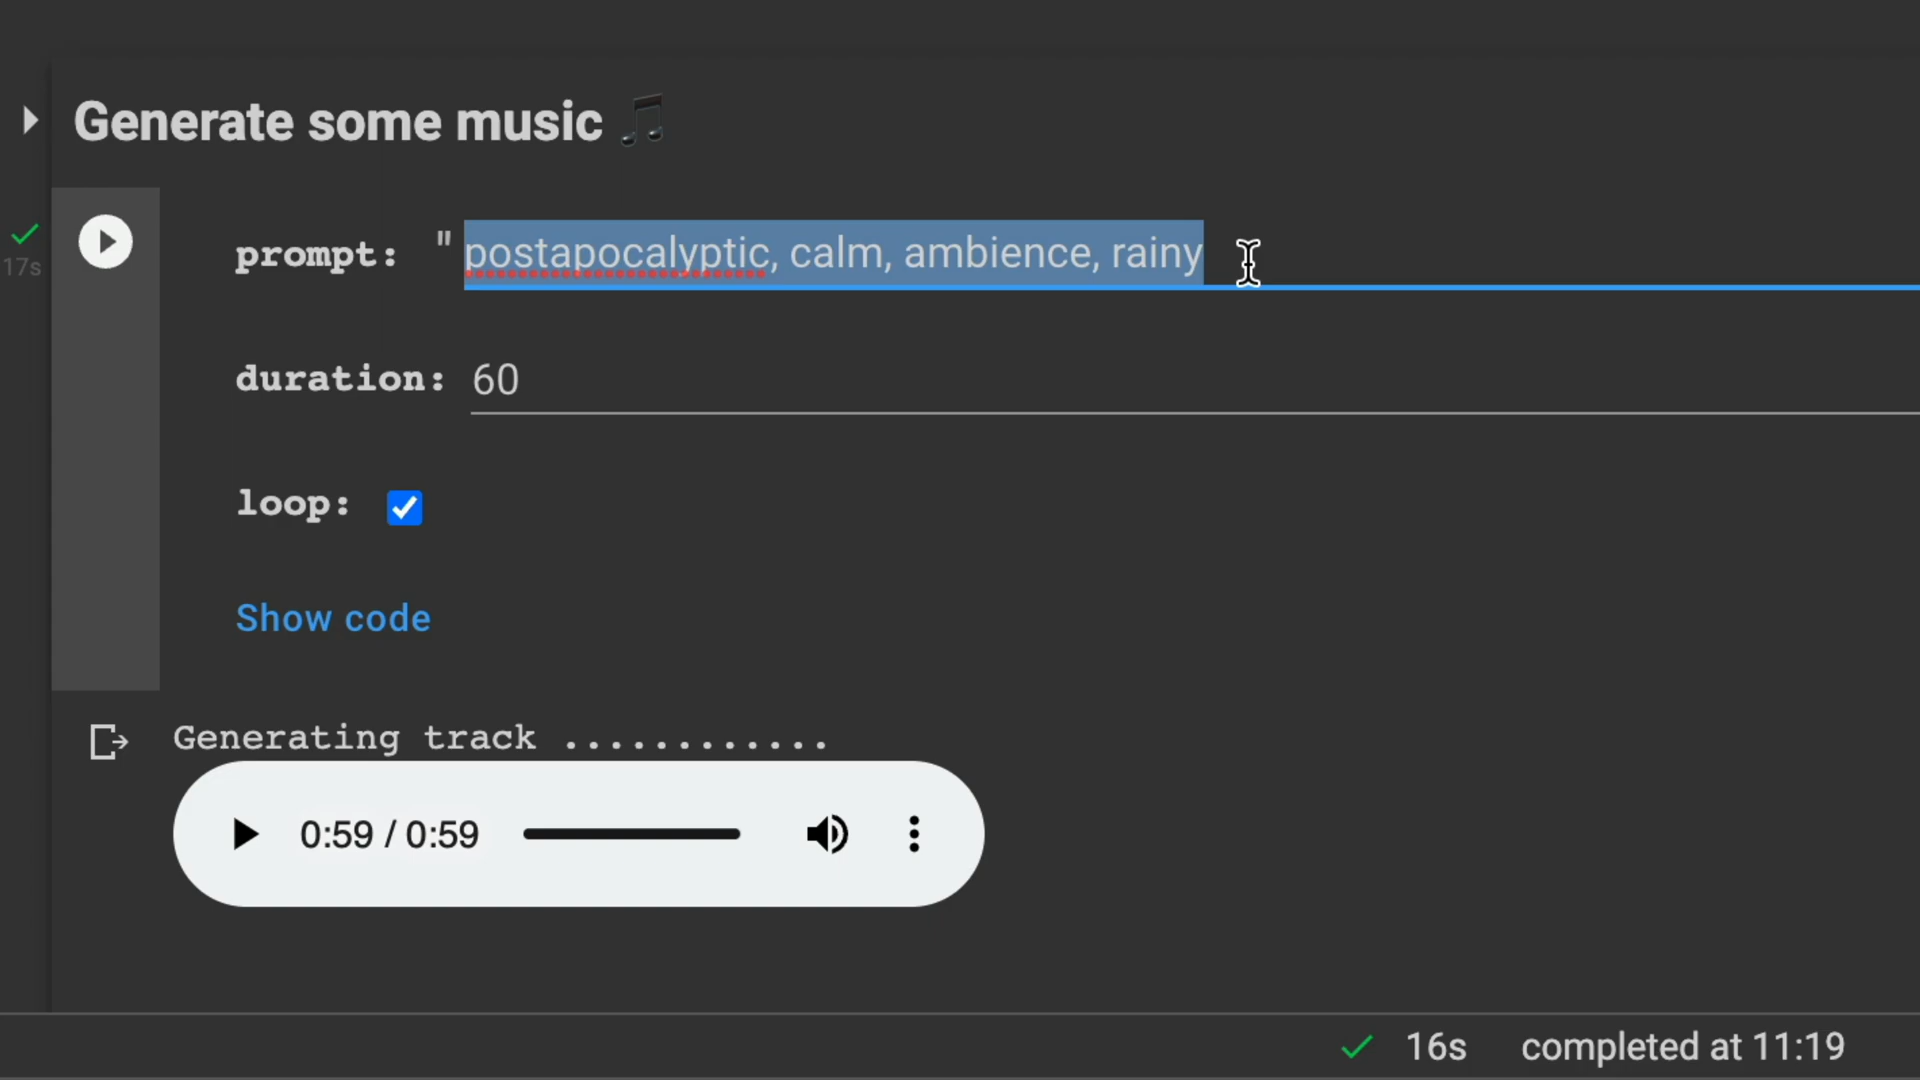 Generate some music 🎵
prompt: " postapocalyptic, calm, ambience, rainy
17s
duration: 60
loop:
Show code
Generating track ............
0:59 / 0:59
16s completed at 11:19